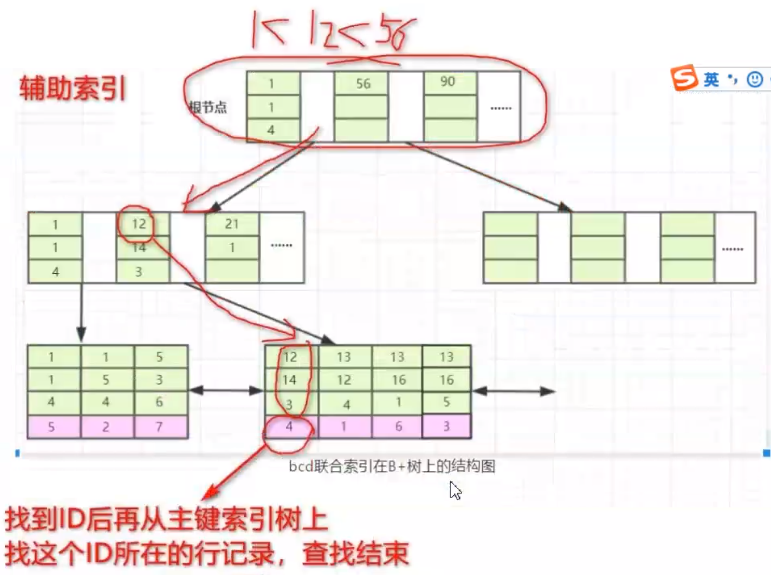 1<12<56
辅助索引
英
根节点
1 56 90
1
4
......
1 12 21
1 14 1
4 3
......
......
1 1 5
1 5 3
4 4 6
5 2 7
12 13 13 13
14 12 16 16
3 4 1 5
4 1 6 3
bcd联合索引在B+树上的结构图
找到ID后再从主键索引树上
找这个ID所在的行记录，查找结束